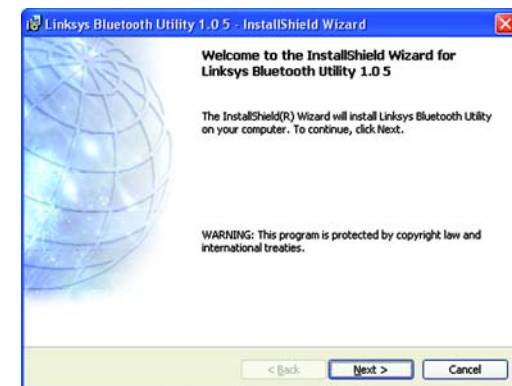 Linksys Bluetooth Utility 1.0 5 - InstallShield Wizard
Welcome to the InstallShield Wizard for
Linksys Bluetooth Utility 1.0 5
The InstallShield(R) Wizard will install Linksys Bluetooth Utility
on your computer. To continue, click Next.
WARNING: This program is protected by copyright law and
international treaties.
< Back Next > Cancel